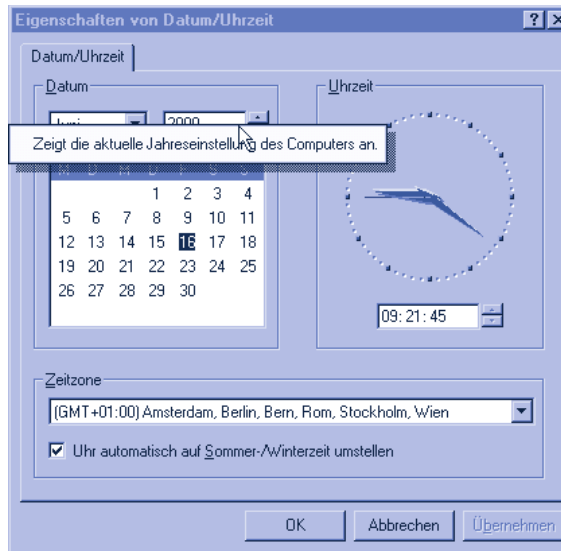 Eigenschaften von Datum/Uhrzeit
Datum/Uhrzeit
Datum
Uhrzeit
Juni 2000
Zeigt die aktuelle Jahreseinstellung des Computers an.
M D M D F S S
1 2 3 4
5 6 7 8 9 10 11
12 13 14 15 16 17 18
19 20 21 22 23 24 25
26 27 28 29 30
09:21:45
Zeitzone
(GMT+01:00) Amsterdam, Berlin, Bern, Rom, Stockholm, Wien
Uhr automatisch auf Sommer-/Winterzeit umstellen
OK Abbrechen Übernehmen